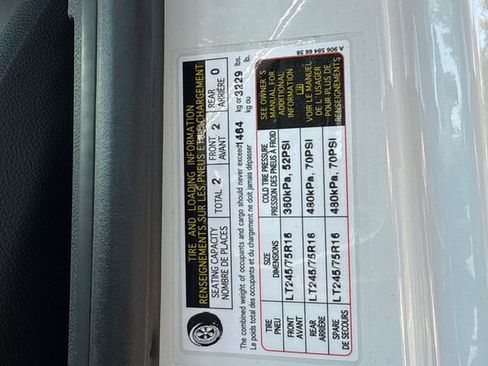 A 906 584 66 38
TIRE AND LOADING INFORMATION
RENSEIGNEMENTS SUR LES PNEUS ET LE CHARGEMENT
SEATING CAPACITY TOTAL 2 FRONT 2 REAR 0
NOMBRE DE PLACES AVANT ARRIÈRE
The combined weight of occupants and cargo should never exceed 1464 kg or 3229 lbs.
Le poids total des occupants et du chargement ne doit jamais dépasser kg ou lb.
TIRE SIZE COLD TIRE PRESSURE
PNEU DIMENSIONS PRESSION DES PNEUS À FROID
FRONT LT245/75R16 360kPa, 52PSI
AVANT
REAR LT245/75R16 480kPa, 70PSI
ARRIÈRE
SPARE LT245/75R16 480kPa, 70PSI
DE SECOURS
SEE OWNER'S
MANUAL FOR
ADDITIONAL
INFORMATION
VOIR LE MANUEL
DE L'USAGER
POUR PLUS DE
RENSEIGNEMENTS